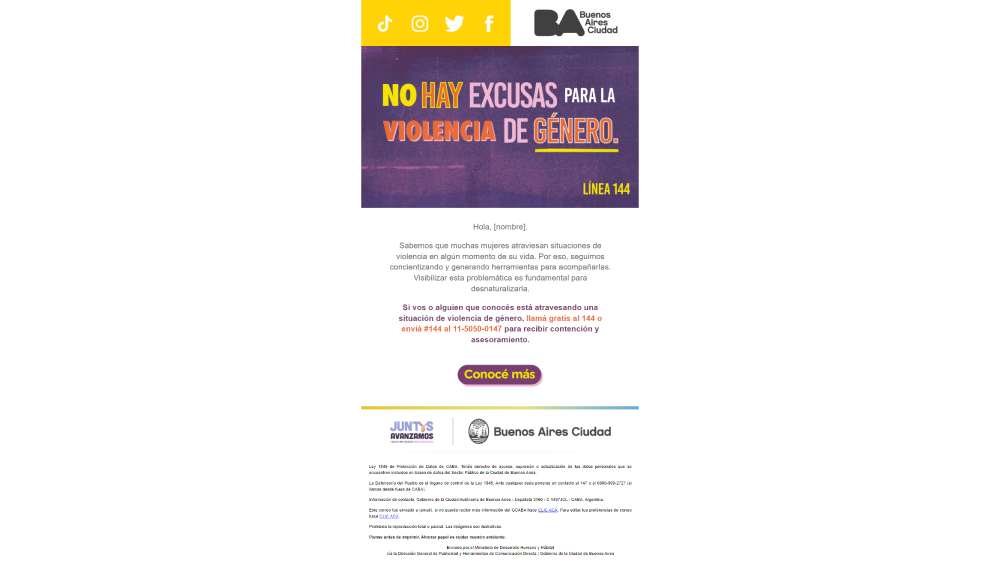 BA Buenos
Aires
Ciudad
NO HAY EXCUSAS PARA LA
VIOLENCIA DE GÉNERO.
LÍNEA 144
Hola, [nombre].
Sabemos que muchas mujeres atraviesan situaciones de
violencia en algún momento de su vida. Por eso, seguimos
concientizando y generando herramientas para acompañarlas.
Visibilizar esta problemática es fundamental para
desnaturalizarla.
Si vos o alguien que conocés está atravesando una
situación de violencia de género, llamá gratis al 144 o
enviá #144 al 11-5050-0147 para recibir contención y
asesoramiento.
Conocé más
JUNTYS
AVANZAMOS
Buenos Aires Ciudad
Ley 1845 de Protección de Datos de CABA. Tenés derecho de acceso, supresión o actualización de tus datos personales que se
encuentren incluidos en bases de datos del Sector Público de la Ciudad de Buenos Aires.
La Defensoría del Pueblo es el órgano de control de la Ley 1845. Ante cualquier duda ponerse en contacto al 147 o al 0800-999-2727 (si
llamás desde fuera de CABA).
Información de contacto: Gobierno de la Ciudad Autónoma de Buenos Aires - Uspallata 3160 - C 1437JCL - CABA, Argentina.
Este correo fue enviado a (email), si no querés recibir más información del GCABA hacé CLIC ACÁ. Para editar tus preferencias de correo
hacé CLIC ACÁ.
Prohibida la reproducción total o parcial. Las imágenes son ilustrativas.
Piense antes de imprimir. Ahorrar papel es cuidar nuestro ambiente.
Enviado por el Ministerio de Desarrollo Humano y Hábitat
vía la Dirección General de Publicidad y Herramientas de Comunicación Directa | Gobierno de la Ciudad de Buenos Aires